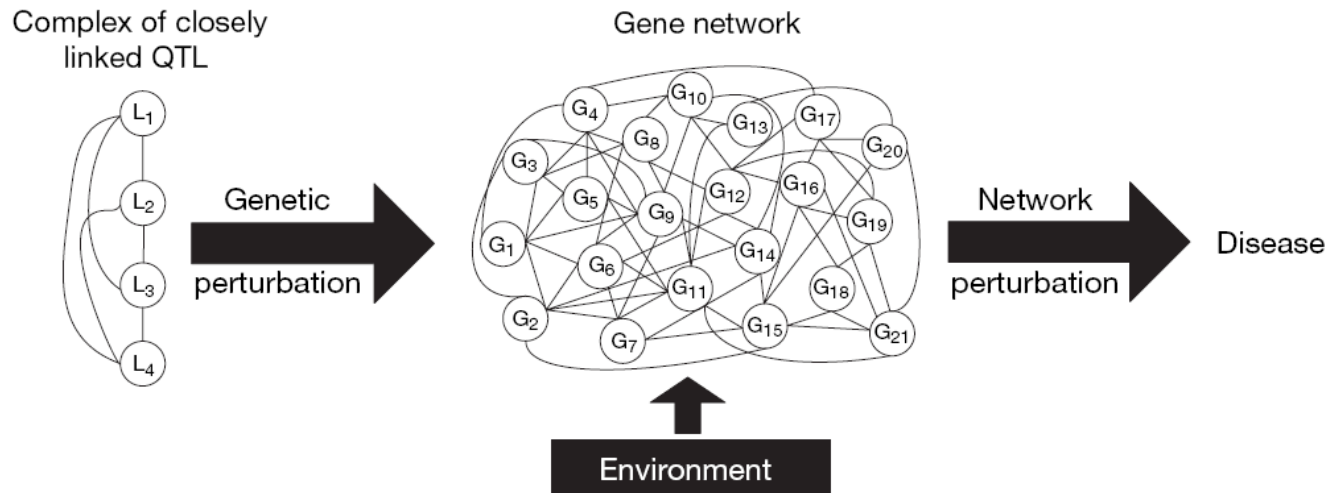 Complex of closely
linked QTL
Gene network
L1
L2
L3
L4
Genetic
perturbation
G4
G10
G13
G17
G8
G20
G3
G5
G12
G16
G9
G19
G1
G6
G14
G11
G18
G2
G7
G15
G21
Network
perturbation
Disease
Environment